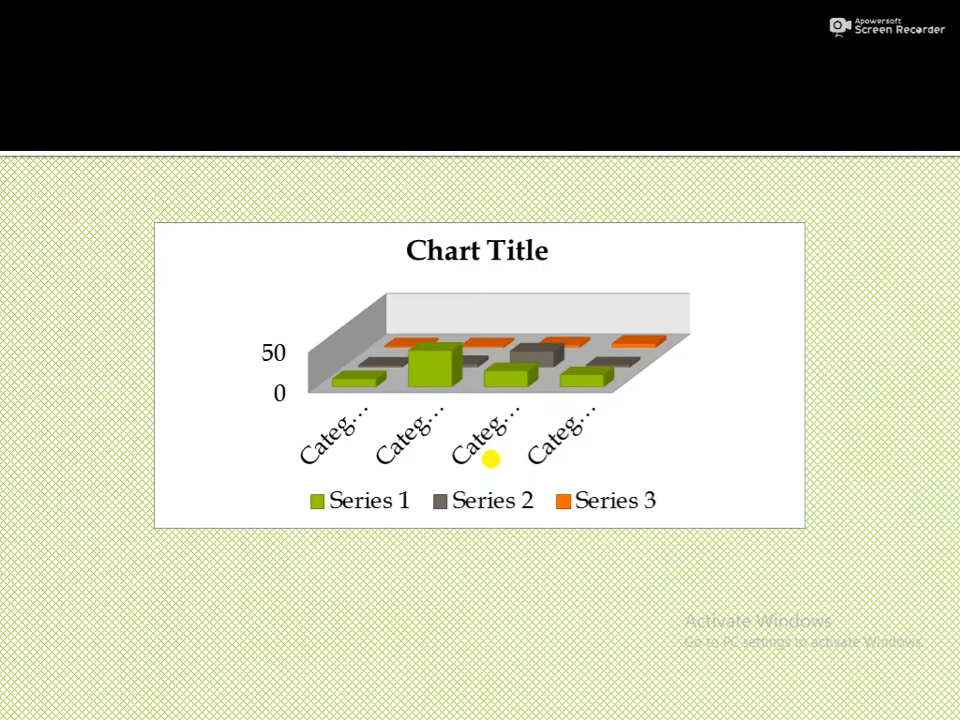 Apowersoft
Screen Recorder
Chart Title
50
0
Categ...
Categ...
Categ...
Categ...
Series 1
Series 2
Series 3
Activate Windows
Go to PC settings to activate Windows.